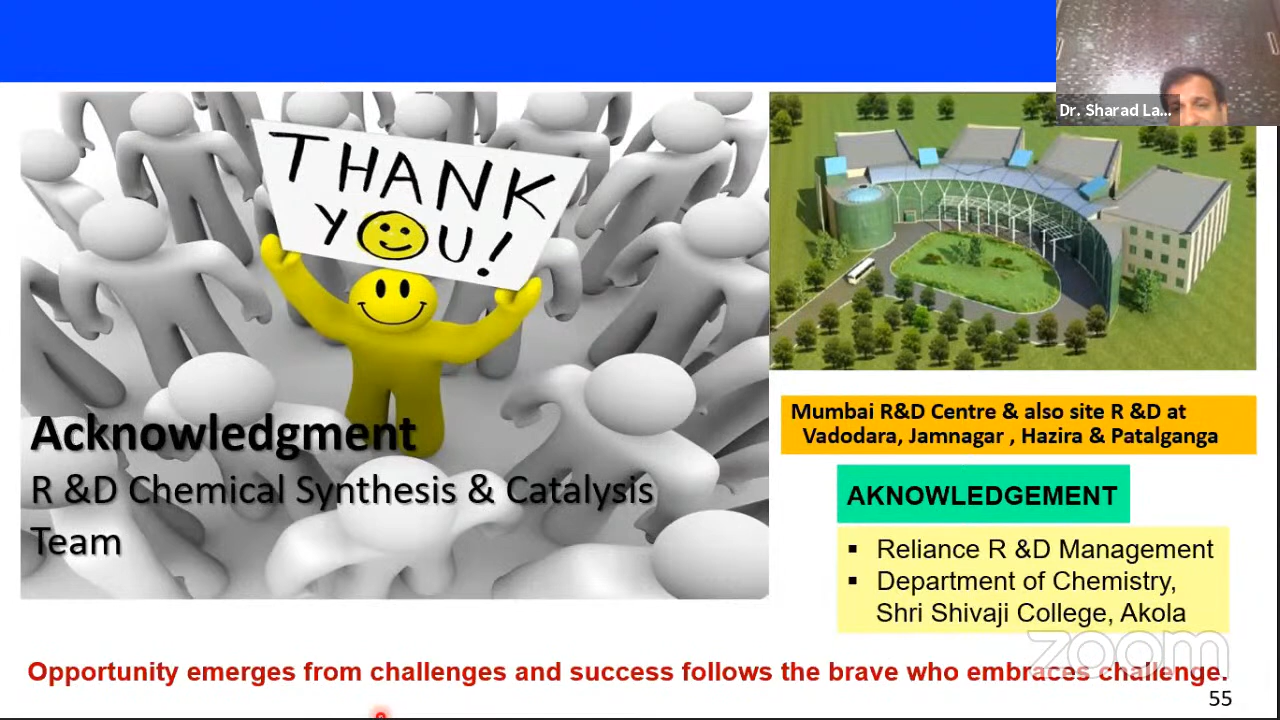 Dr. Sharad La...
THANK
YOU!
Acknowledgment
R &D Chemical Synthesis & Catalysis
Team
Mumbai R&D Centre & also site R &D at
Vadodara, Jamnagar , Hazira & Patalganga
AKNOWLEDGEMENT
▪ Reliance R &D Management
▪ Department of Chemistry,
Shri Shivaji College, Akola
zoom
Opportunity emerges from challenges and success follows the brave who embraces challenge.
55